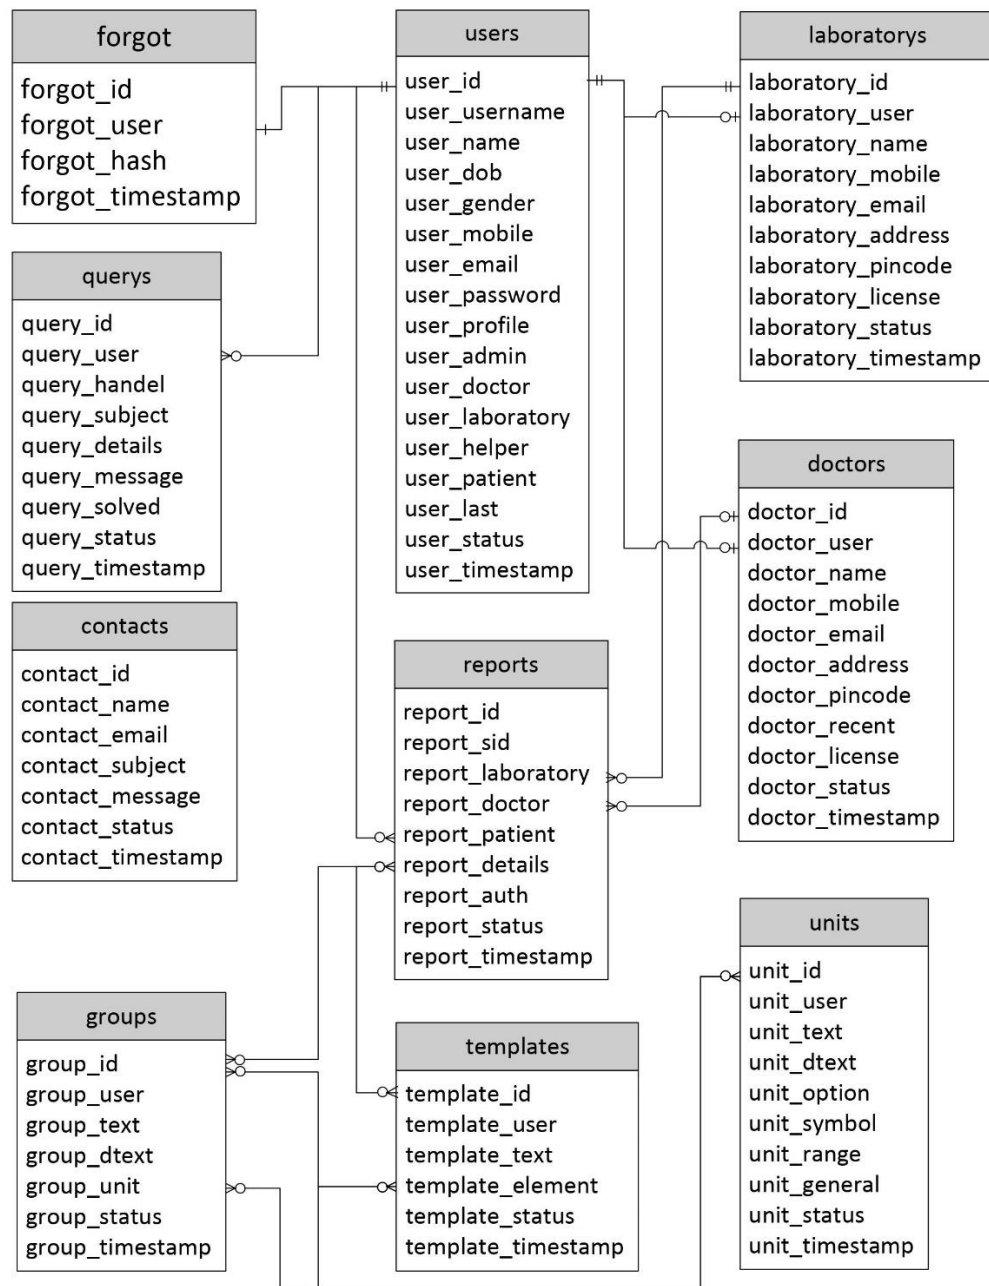 forgot
forgot_id
forgot_user
forgot_hash
forgot_timestamp
querys
query_id
query_user
query_handel
query_subject
query_details
query_message
query_solved
query_status
query_timestamp
contacts
contact_id
contact_name
contact_email
contact_subject
contact_message
contact_status
contact_timestamp
groups
group_id
group_user
group_text
group_dtext
group_unit
group_status
group_timestamp
users
user_id
user_username
user_name
user_dob
user_gender
user_mobile
user_email
user_password
user_profile
user_admin
user_doctor
user_laboratory
user_helper
user_patient
user_last
user_status
user_timestamp
reports
report_id
report_sid
report_laboratory
report_doctor
report_patient
report_details
report_auth
report_status
report_timestamp
templates
template_id
template_user
template_text
template_element
template_status
template_timestamp
laboratorys
laboratory_id
laboratory_user
laboratory_name
laboratory_mobile
laboratory_email
laboratory_address
laboratory_pincode
laboratory_license
laboratory_status
laboratory_timestamp
doctors
doctor_id
doctor_user
doctor_name
doctor_mobile
doctor_email
doctor_address
doctor_pincode
doctor_recent
doctor_license
doctor_status
doctor_timestamp
units
unit_id
unit_user
unit_text
unit_dtext
unit_option
unit_symbol
unit_range
unit_general
unit_status
unit_timestamp